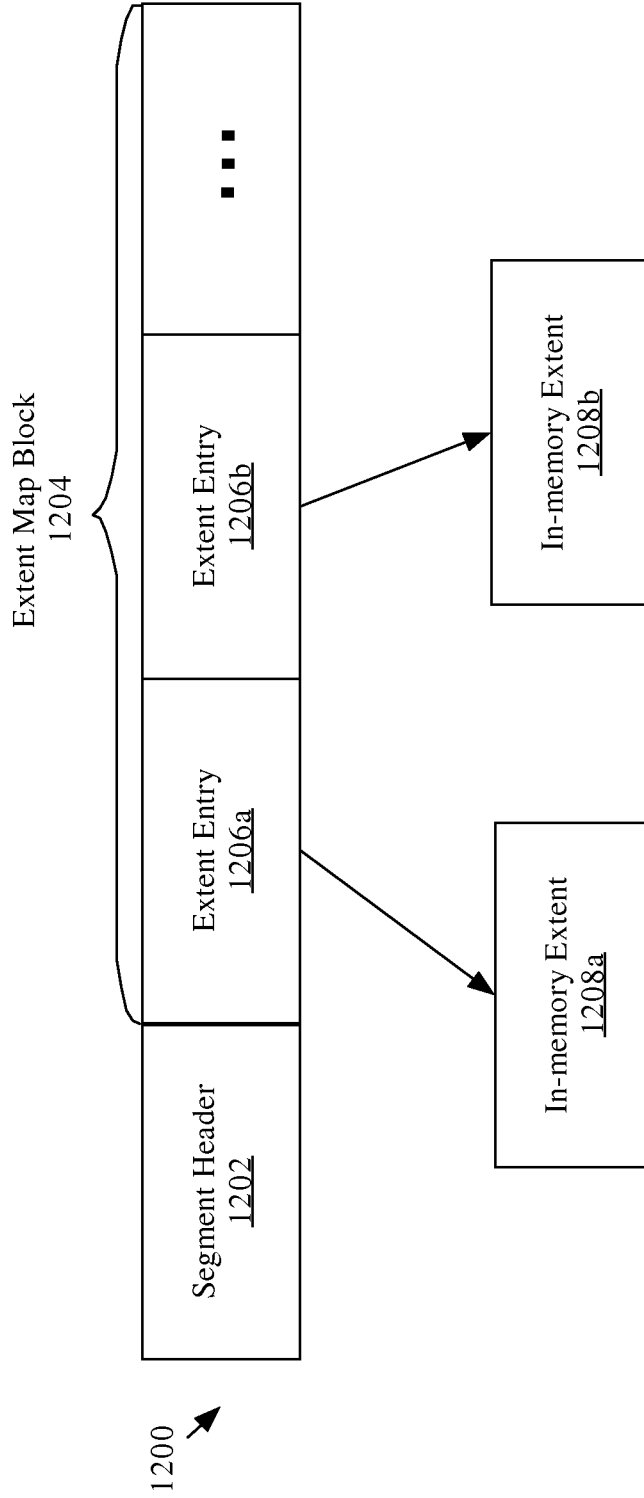 Extent Map Block
1204
Segment Header
1202
Extent Entry
1206a
Extent Entry
1206b
...
In-memory Extent
1208a
In-memory Extent
1208b
1200